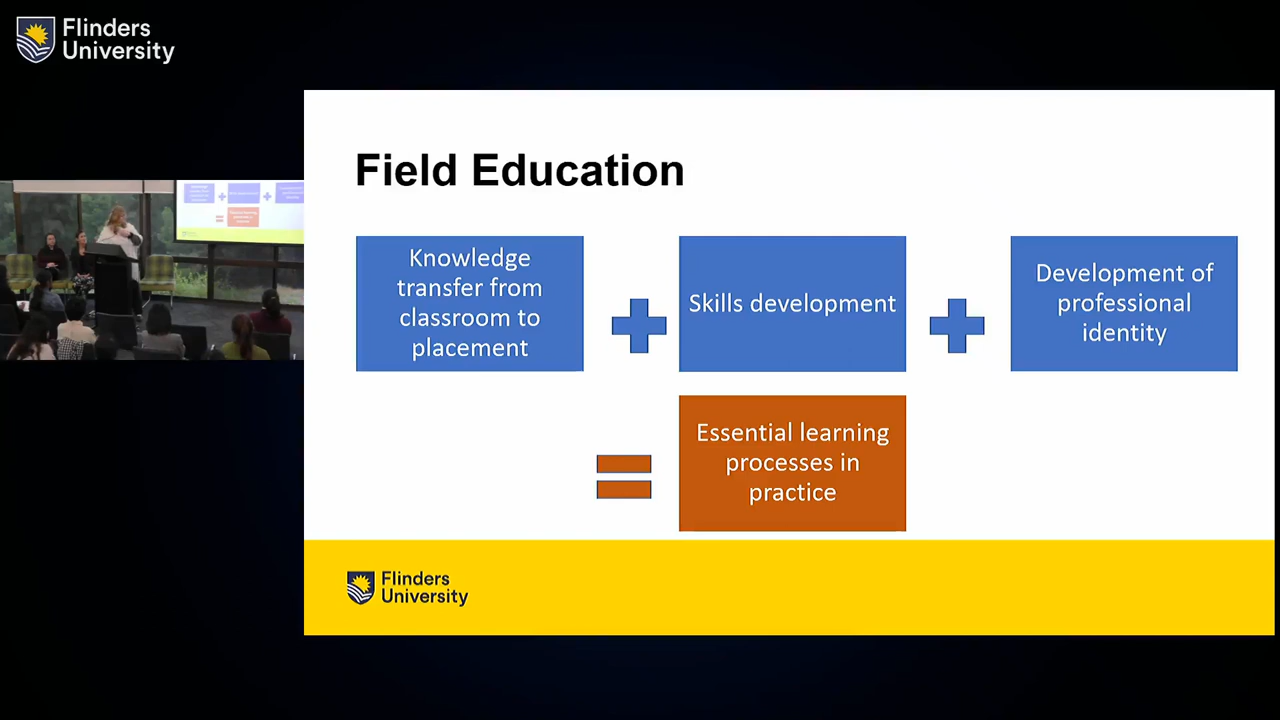 Flinders
University
Field Education
Knowledge
transfer from
classroom to
placement
Skills development
Development of
professional
identity
Essential learning
processes in
practice
Flinders
University